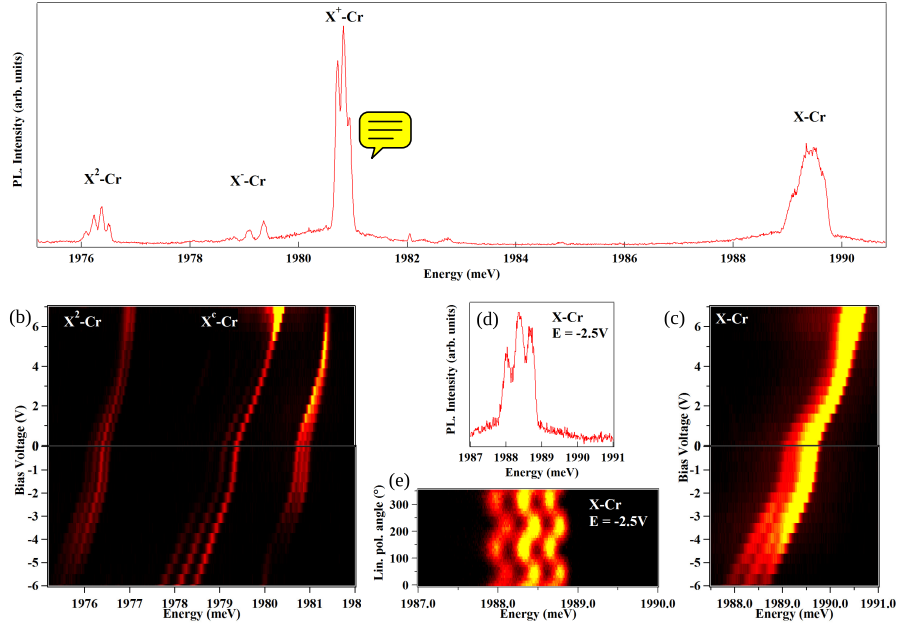 X⁺-Cr
PL. Intensity (arb. units)
X²-Cr
X⁻-Cr
X-Cr
1976 1978 1980 1982 1984 1986 1988 1990
Energy (meV)
(b)
X²-Cr
Xᶜ-Cr
Bias Voltage (V)
6
4
2
0
-1
-2
-3
-4
-5
-6
1976 1977 1978 1979 1980 1981 198
Energy (meV)
(d)
X-Cr
E = -2.5V
PL. Intensity (arb. units)
1987 1988 1989 1990 1991
Energy (meV)
(e)
X-Cr
E = -2.5V
Lin. pol. angle (°)
300
200
100
0
1987.0 1988.0 1989.0 1990.0
Energy (meV)
(c)
X-Cr
Bias Voltage (V)
6
4
2
0
-1
-2
-3
-4
-5
-6
1988.0 1989.0 1990.0 1991.0
Energy (meV)